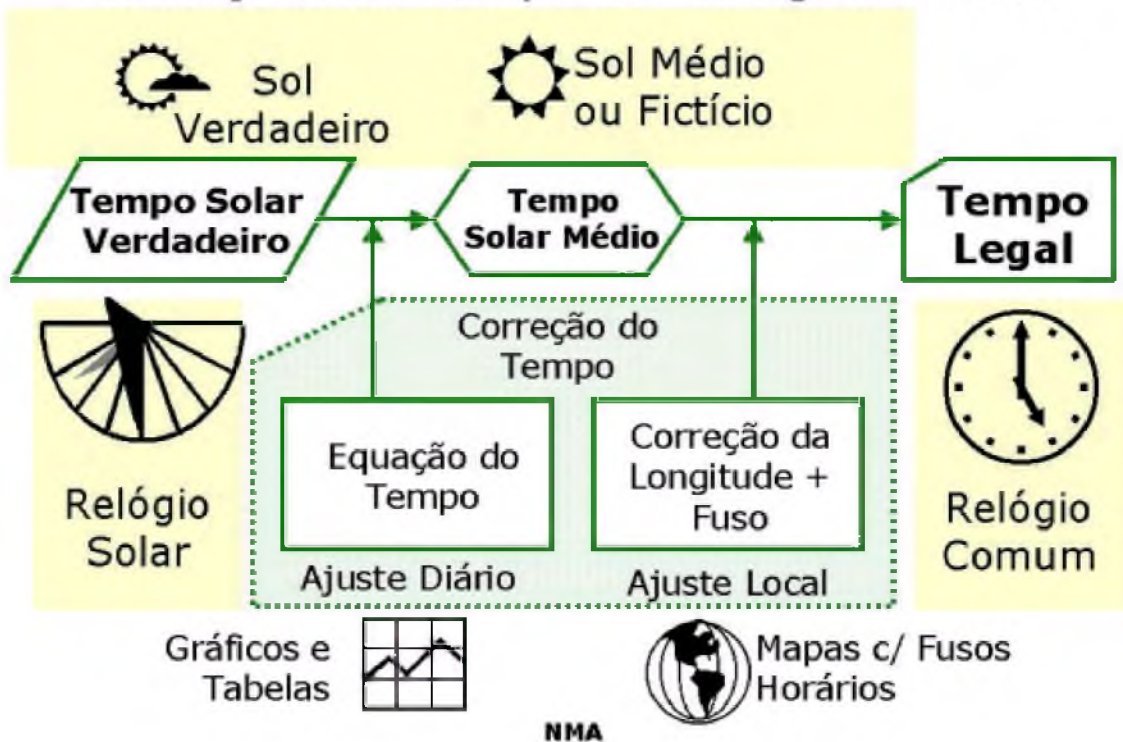 Sol
Verdadeiro
Sol Médio
ou Fictício
Tempo Solar
Verdadeiro
Tempo
Solar Médio
Tempo
Legal
Correção do
Tempo
Equação do
Tempo
Correção da
Longitude +
Fuso
Relógio
Solar
Ajuste Diário
Ajuste Local
Relógio
Comum
Gráficos e
Tabelas
Mapas c/ Fusos
Horários
NMA